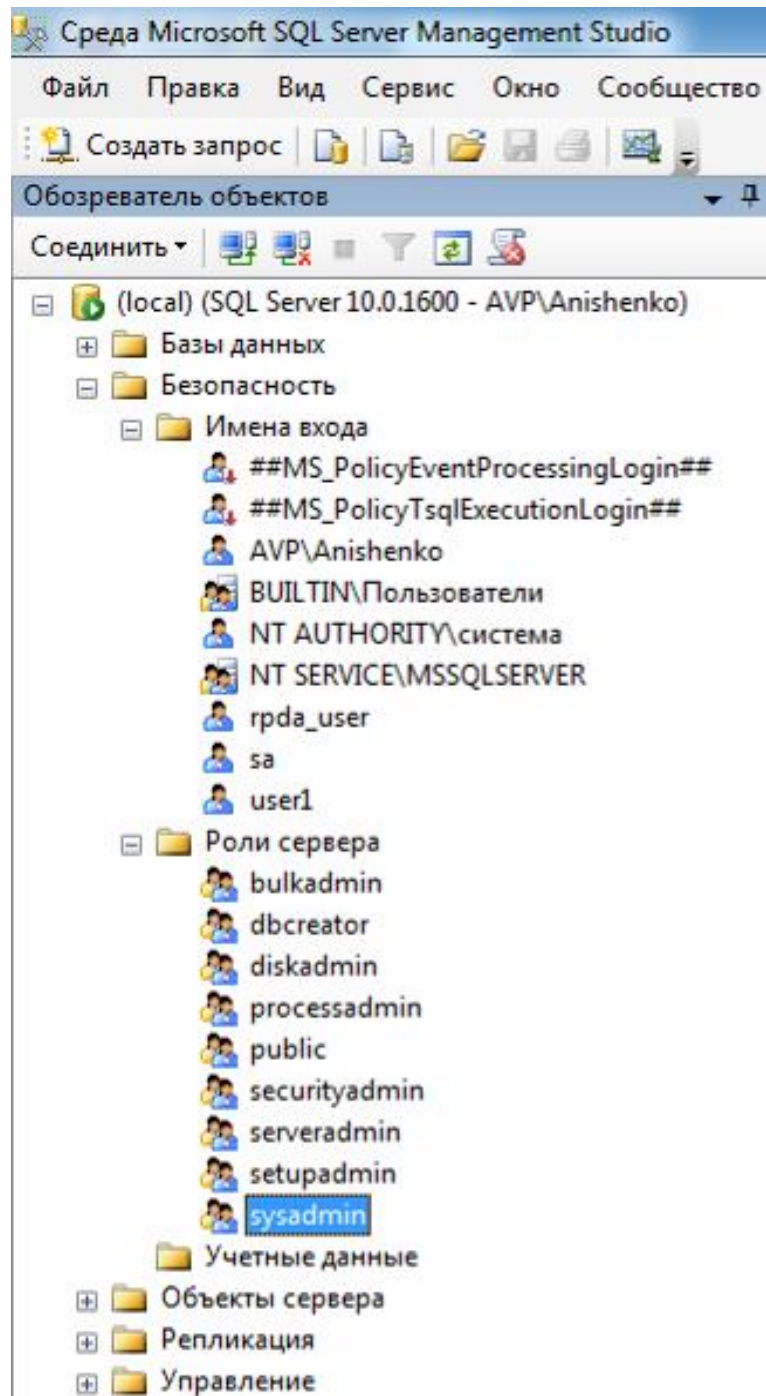 Среда Microsoft SQL Server Management Studio
Файл Правка Вид Сервис Окно Сообщество
Создать запрос
Обозреватель объектов
Соединить
(local) (SQL Server 10.0.1600 - AVP\Anishenko)
Базы данных
Безопасность
Имена входа
##MS_PolicyEventProcessingLogin##
##MS_PolicyTsqlExecutionLogin##
AVP\Anishenko
BUILTIN\Пользователи
NT AUTHORITY\система
NT SERVICE\MSSQLSERVER
rpda_user
sa
user1
Роли сервера
bulkadmin
dbcreator
diskadmin
processadmin
public
securityadmin
serveradmin
setupadmin
sysadmin
Учетные данные
Объекты сервера
Репликация
Управление